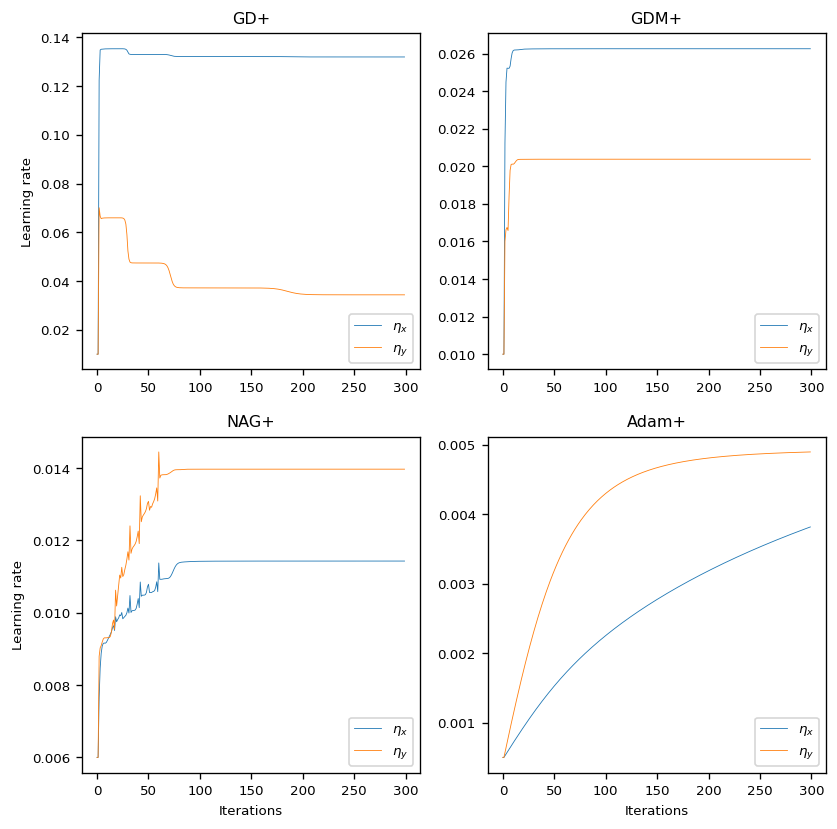 GD+
GDM+
0.14
0.12
0.10
0.08
0.06
0.04
0.02
Learning rate
0 50 100 150 200 250 300
ηx
ηy
0.026
0.024
0.022
0.020
0.018
0.016
0.014
0.012
0.010
0 50 100 150 200 250 300
ηx
ηy
NAG+
Adam+
0.014
0.012
0.010
0.008
0.006
Learning rate
0 50 100 150 200 250 300
Iterations
ηx
ηy
0.005
0.004
0.003
0.002
0.001
0 50 100 150 200 250 300
Iterations
ηx
ηy